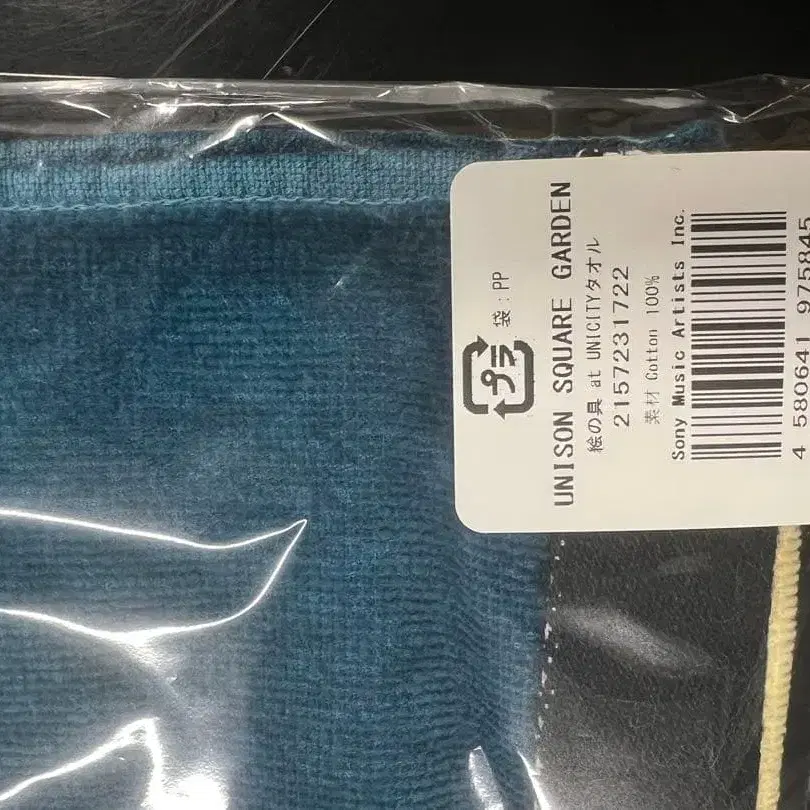 プラ
袋:PP
UNISON SQUARE GARDEN
絵の具 at UNICITYタオル
2157231722
素材 Cotton 100%
Sony Music Artists Inc.
4 580641 975845